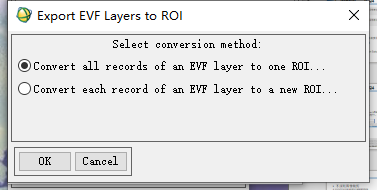 Export EVF Layers to ROI
Select conversion method:
Convert all records of an EVF layer to one ROI...
Convert each record of an EVF layer to a new ROI...
OK
Cancel